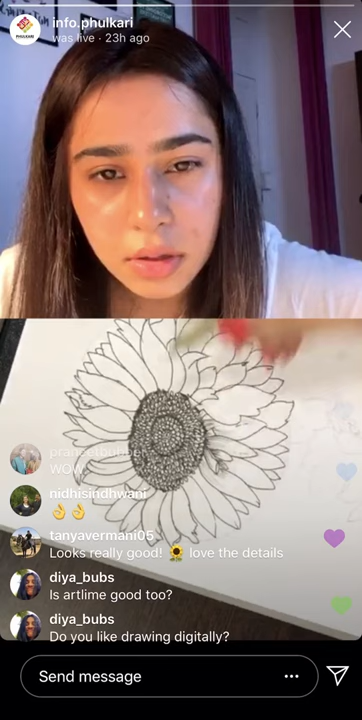 info.phulkari
was live · 23h ago
PHULKARI
WOW
nidhisindhwani
👌👌
tanyavermani05
Looks really good! 🌻 love the details
diya_bubs
Is artlime good too?
diya_bubs
Do you like drawing digitally?
Send message